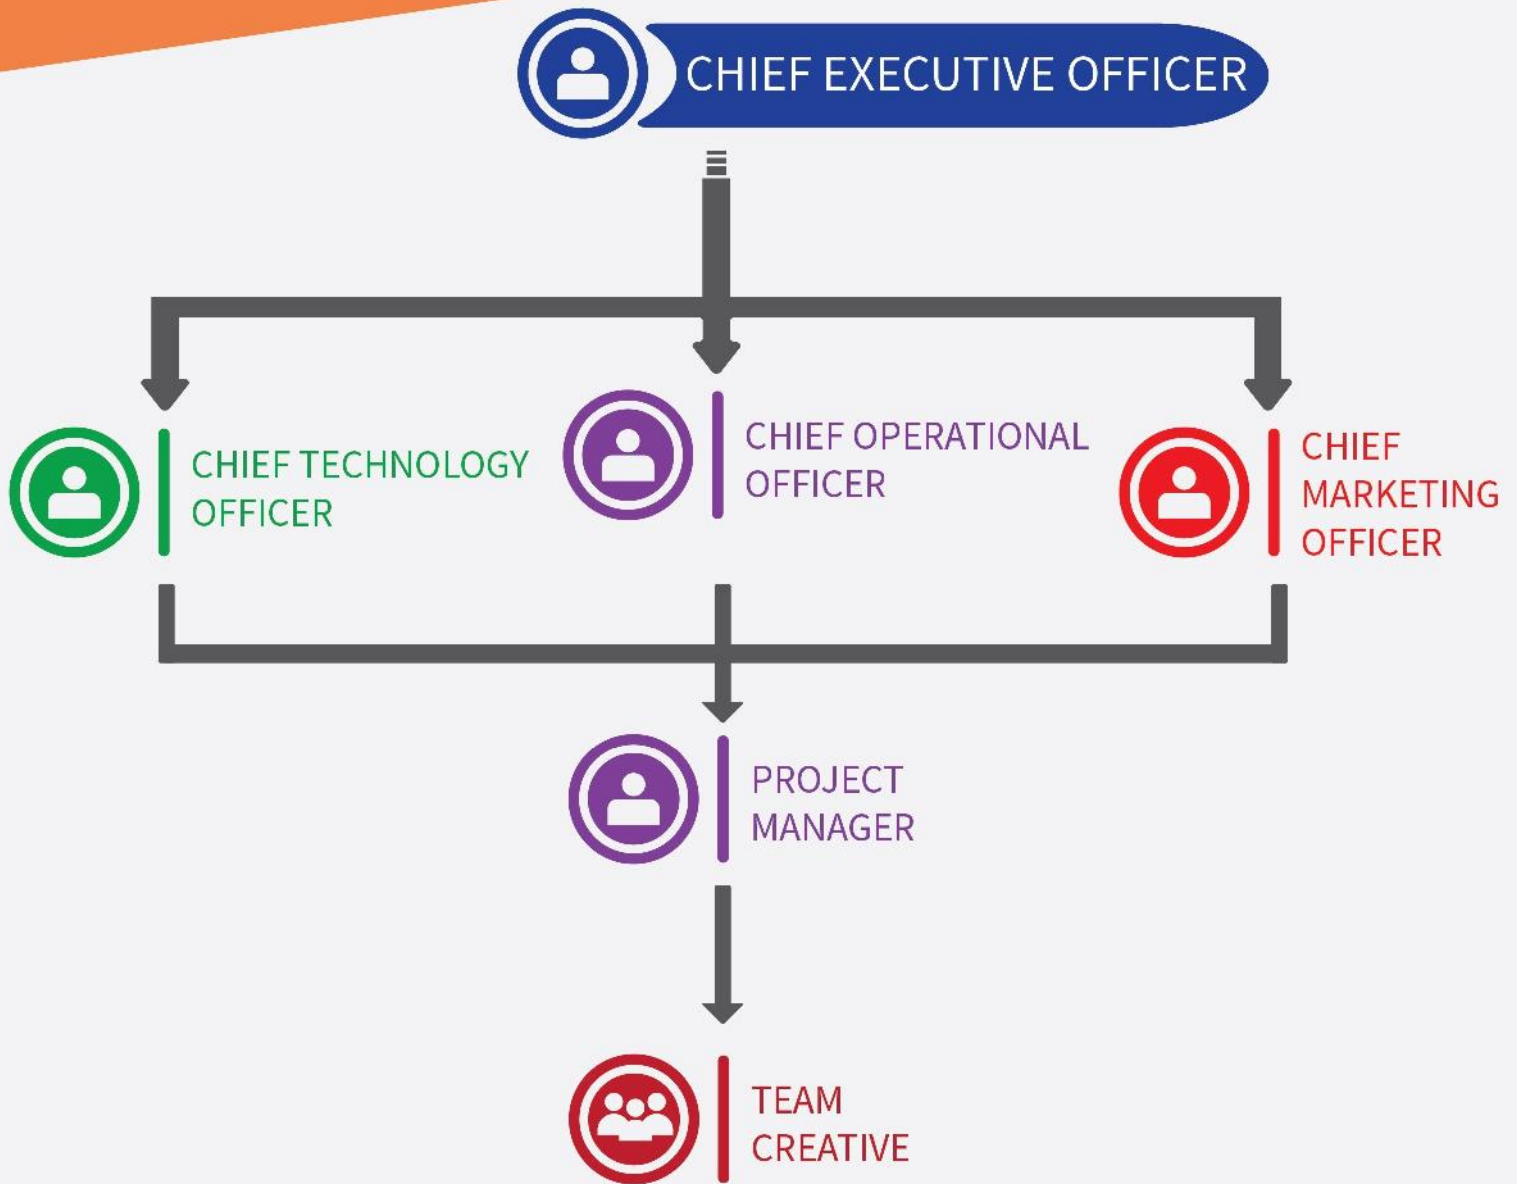 CHIEF EXECUTIVE OFFICER
CHIEF TECHNOLOGY
OFFICER
CHIEF OPERATIONAL
OFFICER
CHIEF
MARKETING
OFFICER
PROJECT
MANAGER
TEAM
CREATIVE